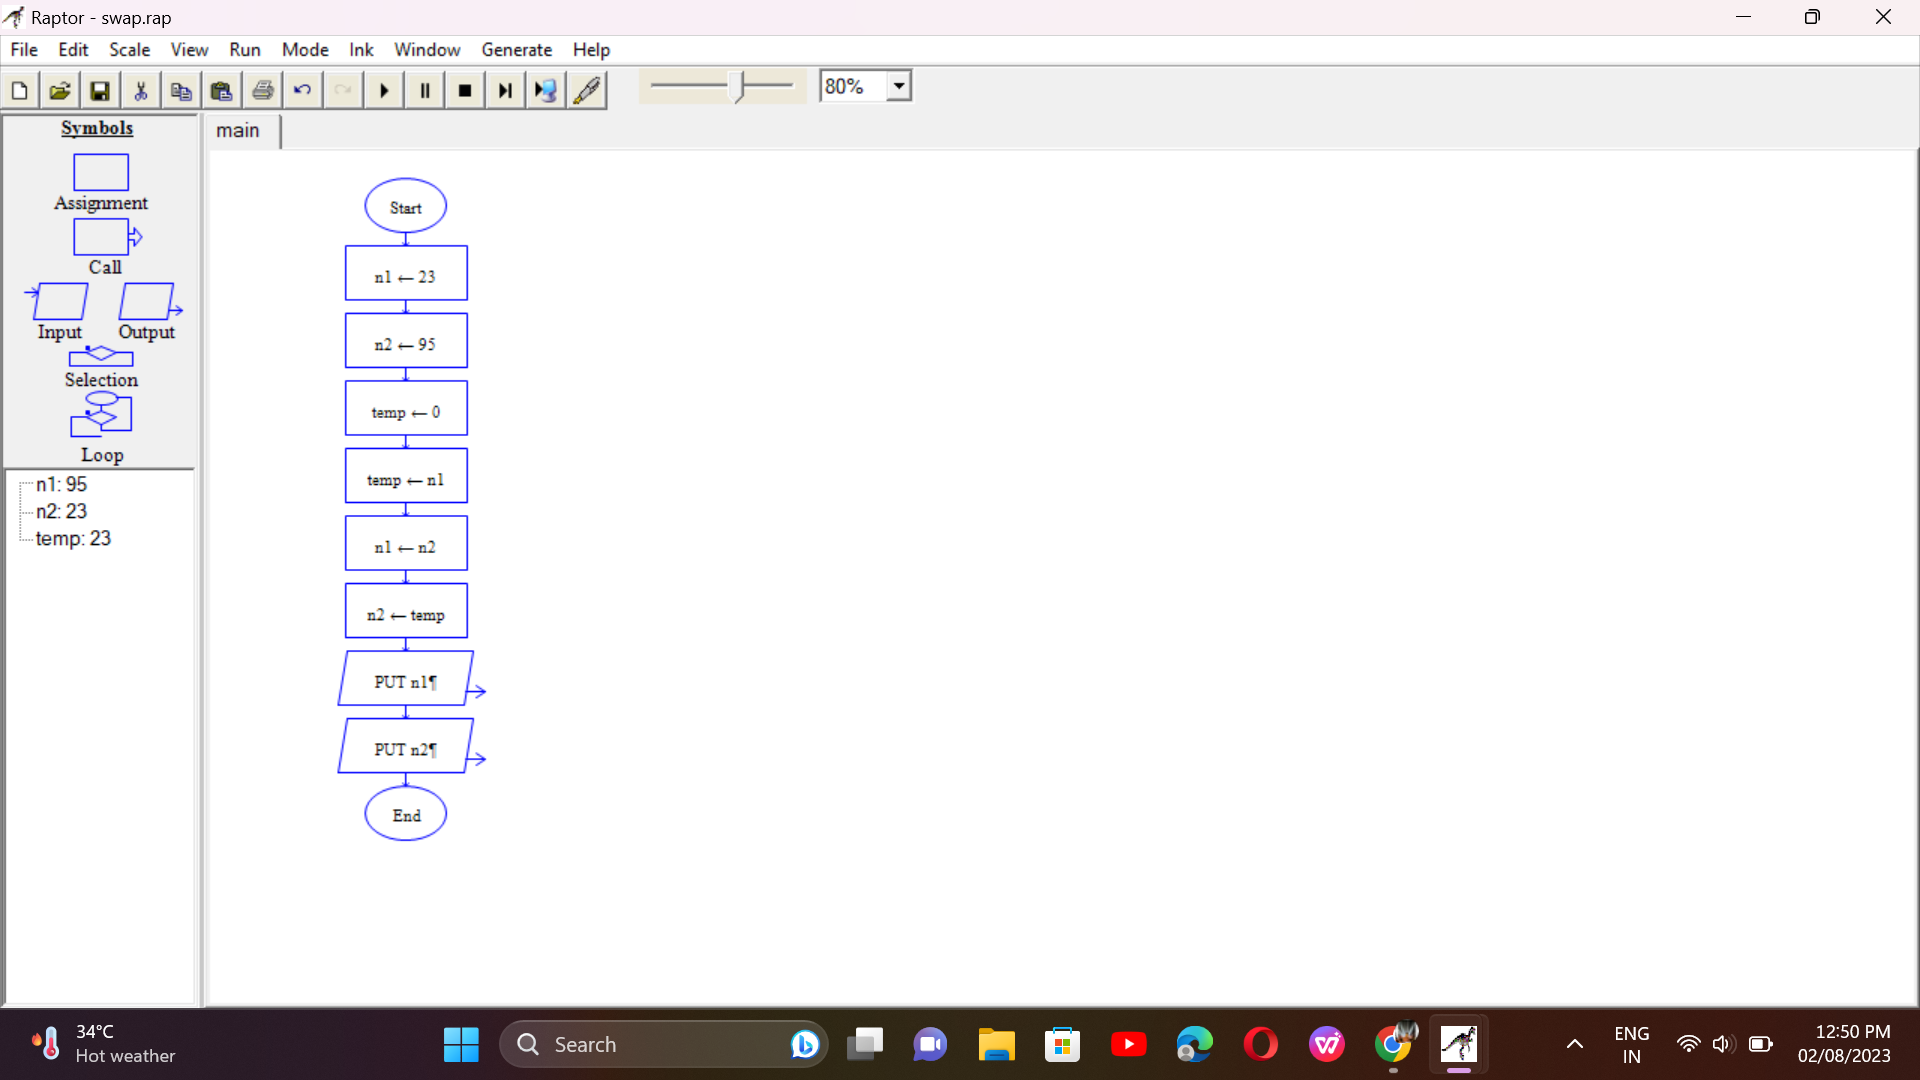 Raptor - swap.rap
File Edit Scale View Run Mode Ink Window Generate Help
80%
Symbols
Assignment
Call
Input Output
Selection
Loop
n1: 95
n2: 23
temp: 23
main
Start
n1 ← 23
n2 ← 95
temp ← 0
temp ← n1
n1 ← n2
n2 ← temp
PUT n1¶
PUT n2¶
End
34°C
Hot weather
Search
ENG
IN
12:50 PM
02/08/2023